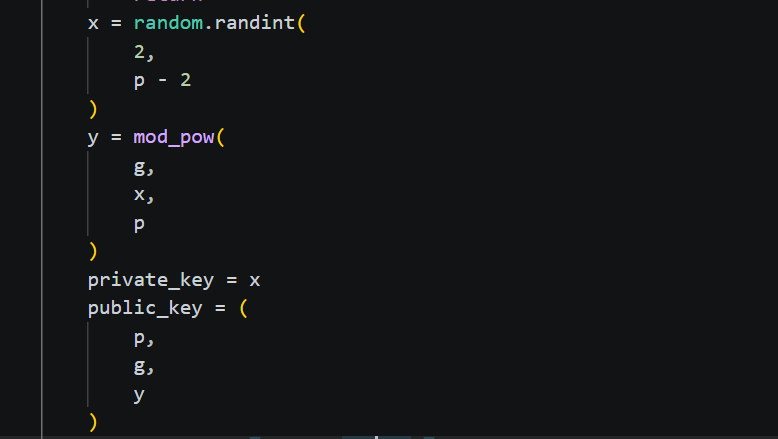 x = random.randint(
    2,
    p - 2
)
y = mod_pow(
    g,
    x,
    p
)
private_key = x
public_key = (
    p,
    g,
    y
)